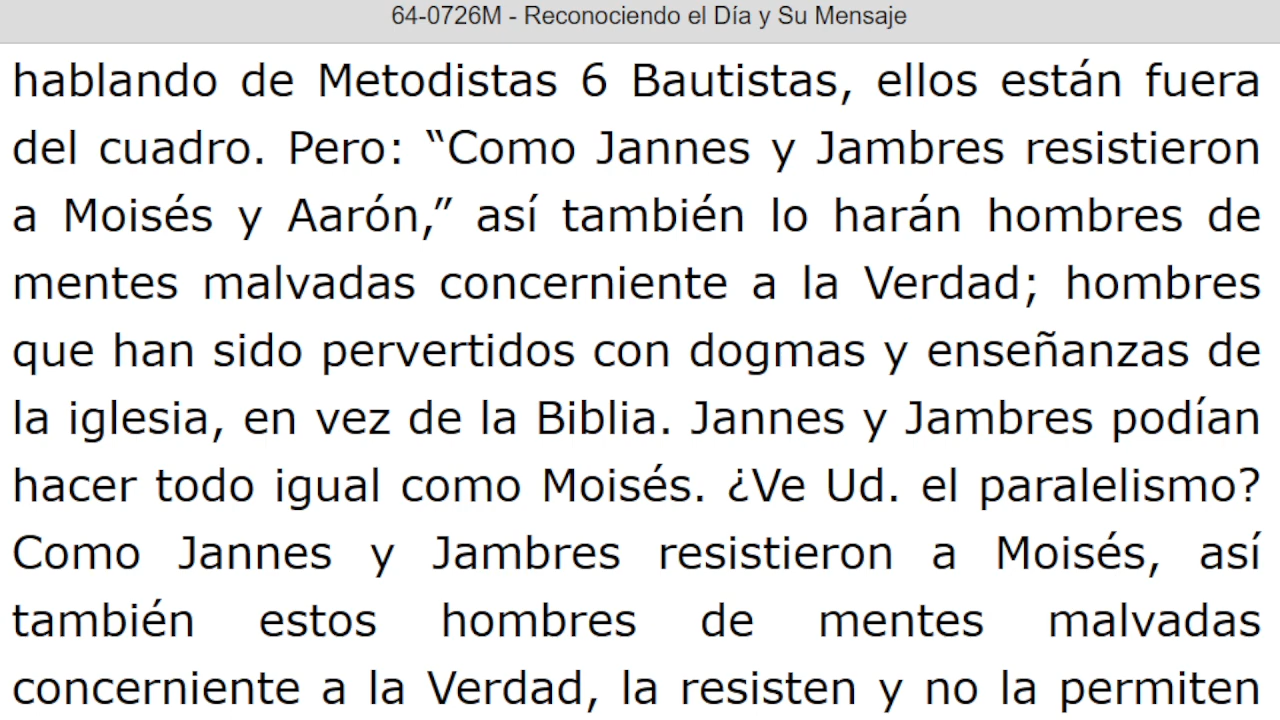 64-0726M - Reconociendo el Día y Su Mensaje
hablando de Metodistas 6 Bautistas, ellos están fuera
del cuadro. Pero: “Como Jannes y Jambres resistieron
a Moisés y Aarón,” así también lo harán hombres de
mentes malvadas concerniente a la Verdad; hombres
que han sido pervertidos con dogmas y enseñanzas de
la iglesia, en vez de la Biblia. Jannes y Jambres podían
hacer todo igual como Moisés. ¿Ve Ud. el paralelismo?
Como Jannes y Jambres resistieron a Moisés, así
también estos hombres de mentes malvadas
concerniente a la Verdad, la resisten y no la permiten